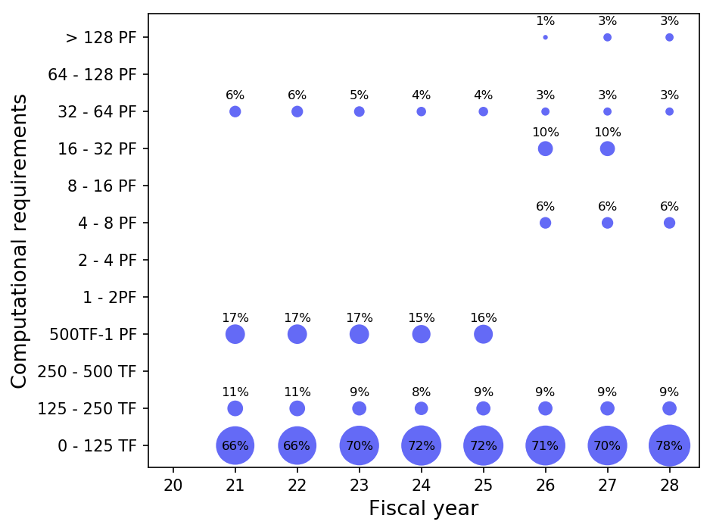 1% 3% 3%
> 128 PF
64 - 128 PF
6% 6% 5% 4% 4% 3% 3% 3%
32 - 64 PF
10% 10%
16 - 32 PF
8 - 16 PF
6% 6% 6%
4 - 8 PF
2 - 4 PF
1 - 2PF
17% 17% 17% 15% 16%
500TF-1 PF
250 - 500 TF
11% 11% 9% 8% 9% 9% 9% 9%
125 - 250 TF
0 - 125 TF 66% 66% 70% 72% 72% 71% 70% 78%
20 21 22 23 24 25 26 27 28
Fiscal year
Computational requirements